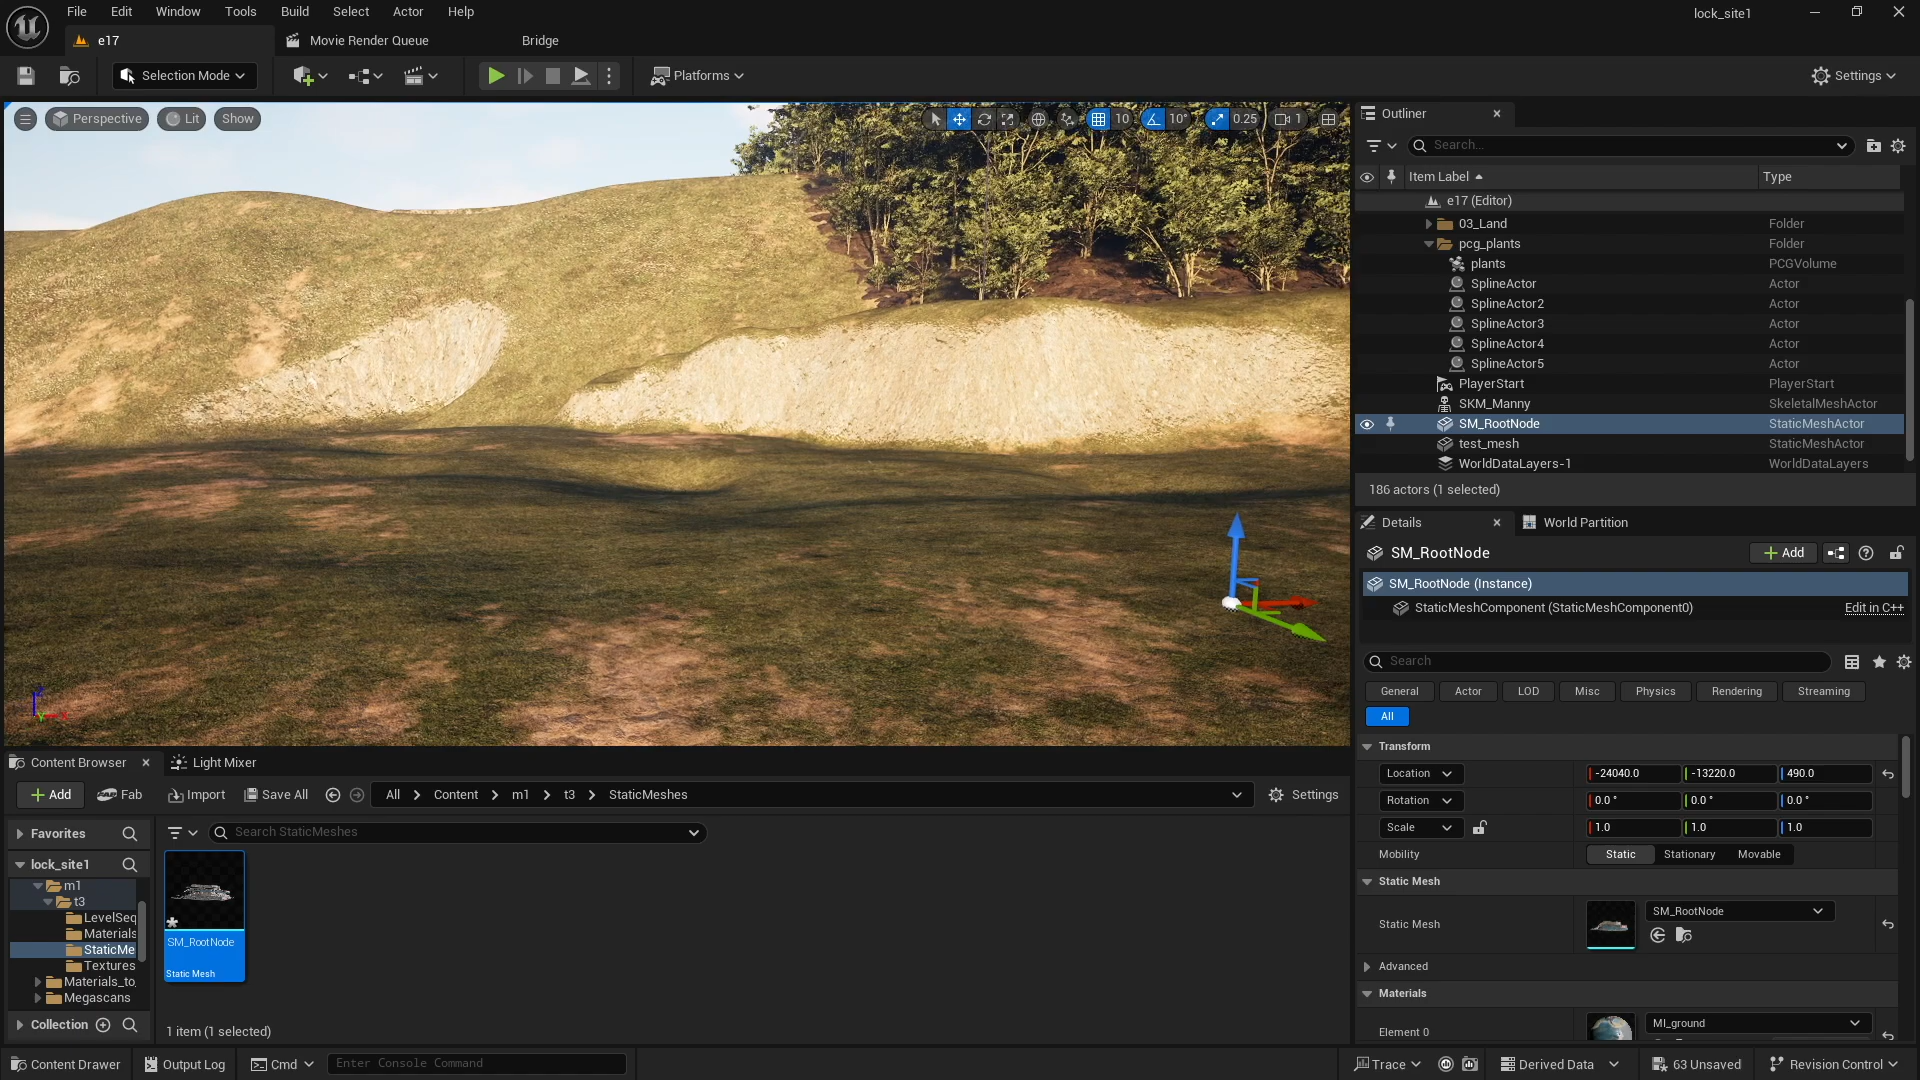 File Edit Window Tools Build Select Actor Help
lock_site1
e17
Movie Render Queue
Bridge
Selection Mode
Platforms
Settings
Perspective
Lit
Show
10
10°
0.25
1
Outliner
Search...
Item Label
Type
e17 (Editor)
03_Land Folder
pcg_plants Folder
plants PCGVolume
SplineActor Actor
SplineActor2 Actor
SplineActor3 Actor
SplineActor4 Actor
SplineActor5 Actor
PlayerStart PlayerStart
SKM_Manny SkeletalMeshActor
SM_RootNode StaticMeshActor
test_mesh StaticMeshActor
WorldDataLayers-1 WorldDataLayers
186 actors (1 selected)
Details
World Partition
SM_RootNode
Add
SM_RootNode (Instance)
StaticMeshComponent (StaticMeshComponent0) Edit in C++
Search
General Actor LOD Misc Physics Rendering Streaming
All
Transform
Location -24040.0 -13220.0 490.0
Rotation 0.0 ° 0.0 ° 0.0 °
Scale 1.0 1.0 1.0
Mobility Static Stationary Movable
Static Mesh
Static Mesh SM_RootNode
Advanced
Materials
Element 0 MI_ground
Content Browser
Light Mixer
Add Fab Import Save All All Content m1 t3 StaticMeshes Settings
Favorites
Search StaticMeshes
lock_site1
m1
t3
LevelSeq
Materials
StaticMe
Textures
Materials_to
Megascans
Collection
SM_RootNode
Static Mesh
1 item (1 selected)
Content Drawer Output Log Cmd Enter Console Command
Trace Derived Data 63 Unsaved Revision Control